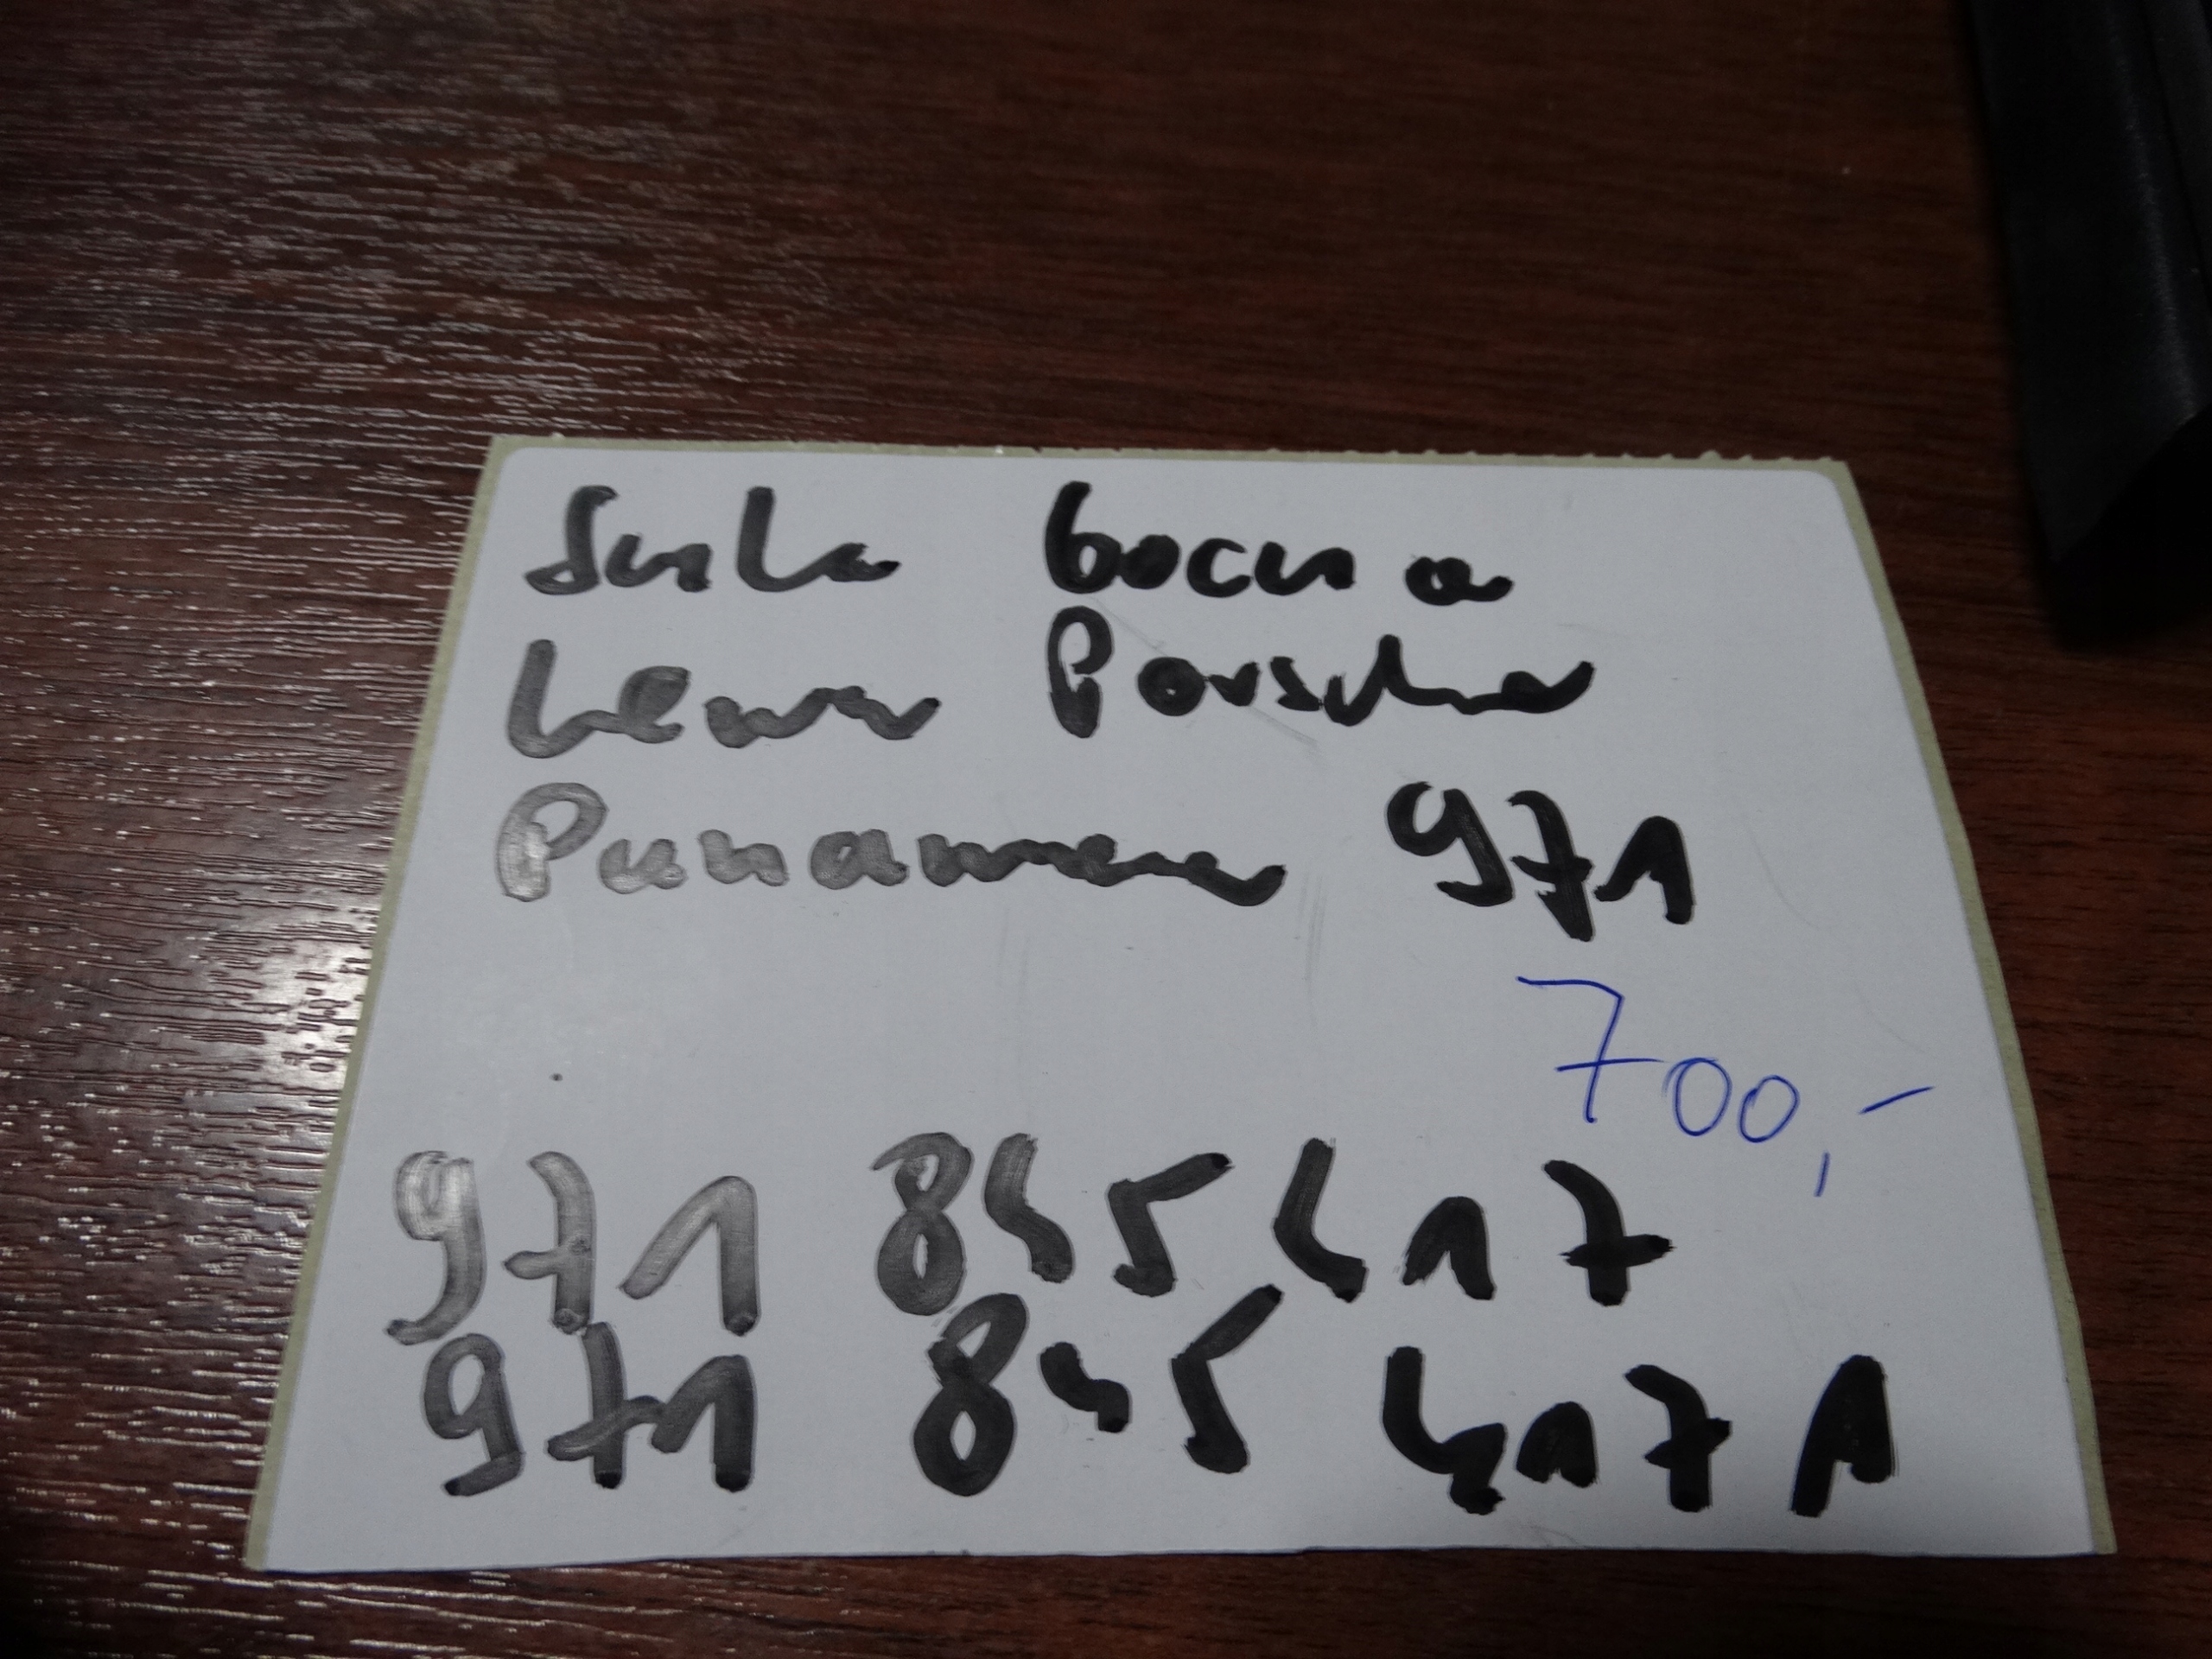 Szyba boczna
Lewa Porsche
Panamera 971
700,-
971 845 417
971 845 417 A